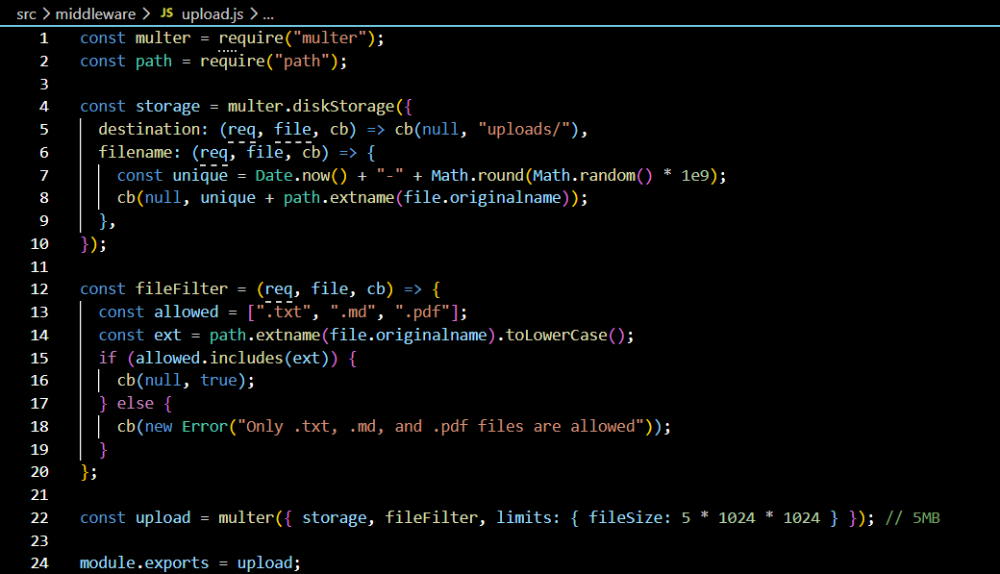 src > middleware > JS upload.js > ...
1 const multer = require("multer");
2 const path = require("path");
3
4 const storage = multer.diskStorage({
5   destination: (req, file, cb) => cb(null, "uploads/"),
6   filename: (req, file, cb) => {
7     const unique = Date.now() + "-" + Math.round(Math.random() * 1e9);
8     cb(null, unique + path.extname(file.originalname));
9   },
10 });
11
12 const fileFilter = (req, file, cb) => {
13   const allowed = [".txt", ".md", ".pdf"];
14   const ext = path.extname(file.originalname).toLowerCase();
15   if (allowed.includes(ext)) {
16     cb(null, true);
17   } else {
18     cb(new Error("Only .txt, .md, and .pdf files are allowed"));
19   }
20 };
21
22 const upload = multer({ storage, fileFilter, limits: { fileSize: 5 * 1024 * 1024 } }); // 5MB
23
24 module.exports = upload;